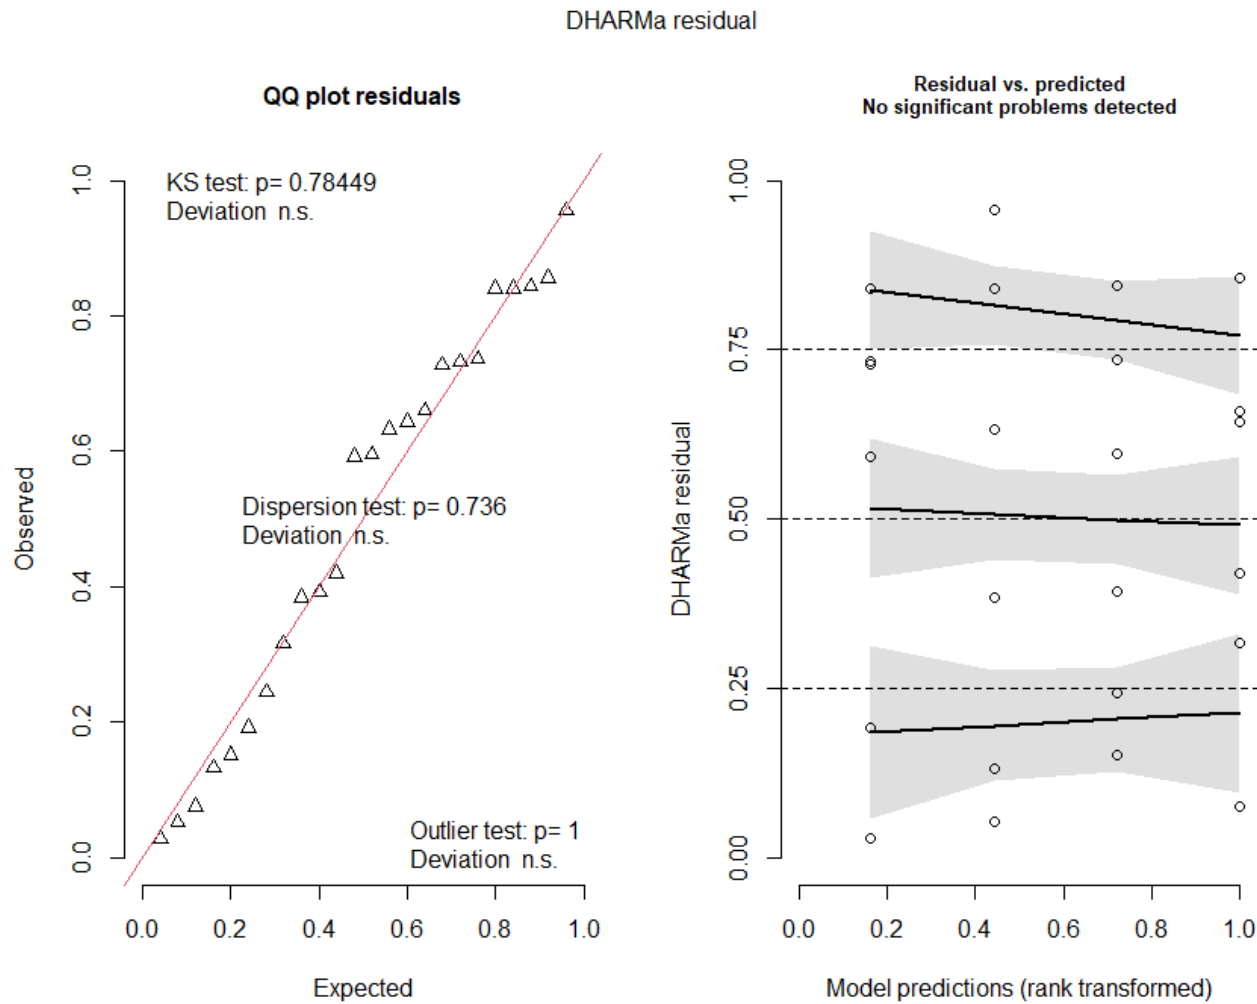 DHARMa residual
QQ plot residuals
KS test: p= 0.78449
Deviation  n.s.
Dispersion test: p= 0.736
Deviation  n.s.
Outlier test: p= 1
Deviation  n.s.
Observed
0.0
0.2
0.4
0.6
0.8
1.0
0.0 0.2 0.4 0.6 0.8 1.0
Expected
Residual vs. predicted
No significant problems detected
DHARMa residual
0.00
0.25
0.50
0.75
1.00
0.0 0.2 0.4 0.6 0.8 1.0
Model predictions (rank transformed)